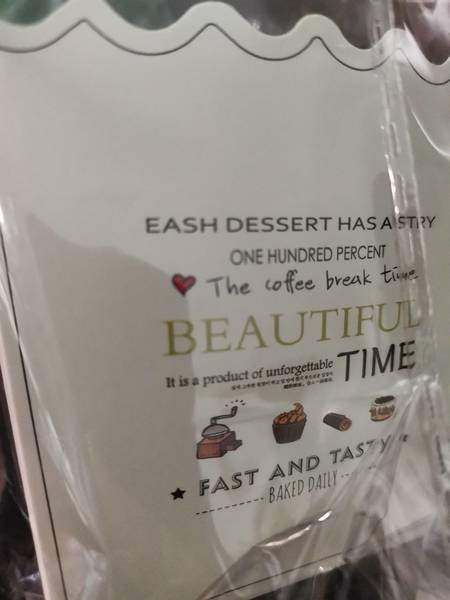 EASH DESSERT HAS A STRY
ONE HUNDRED PERCENT
The coffee break time
BEAUTIFUL
It is a product of unforgettable
TIME
FAST AND TASTY
BAKED DAILY